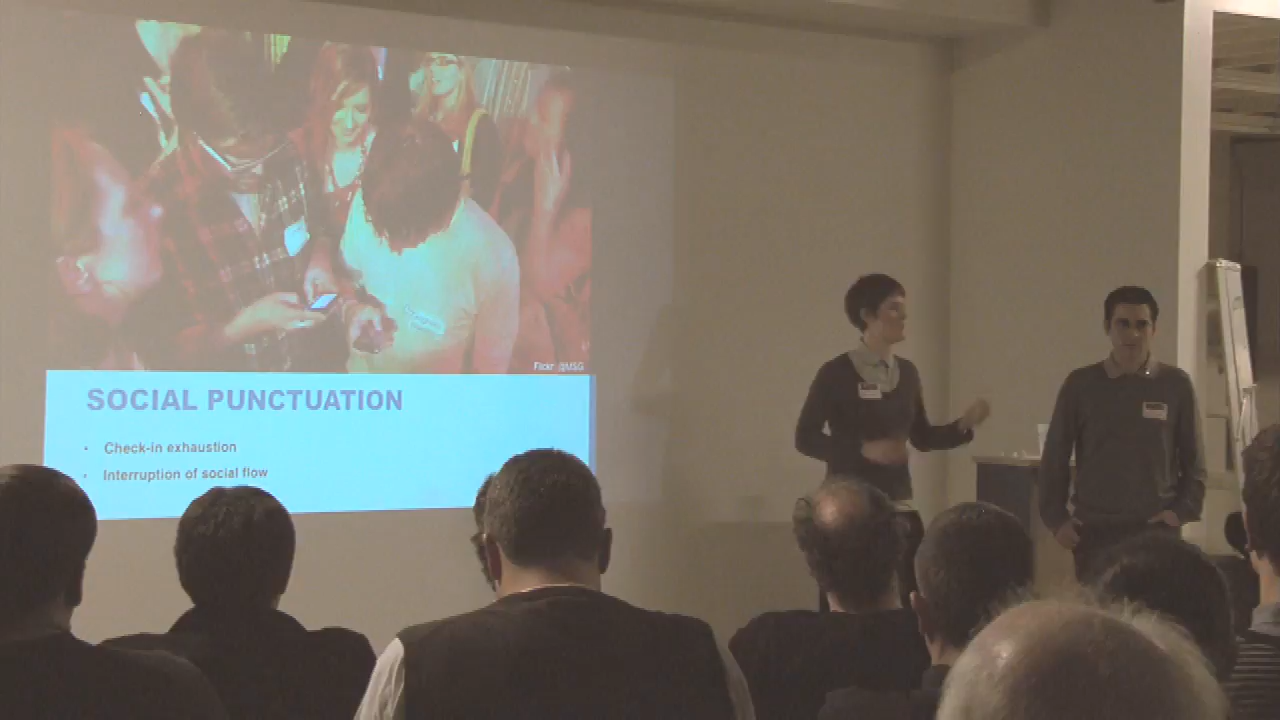 Flickr: @MSG
SOCIAL PUNCTUATION
• Check-in exhaustion
• Interruption of social flow